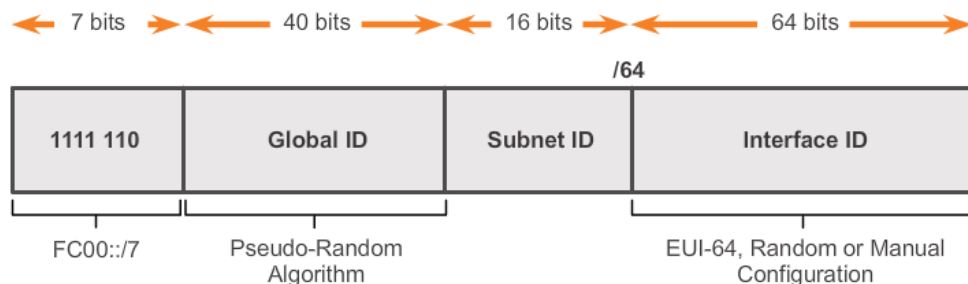 7 bits 40 bits 16 bits 64 bits
/64
1111 110 Global ID Subnet ID Interface ID
FC00::/7 Pseudo-Random EUI-64, Random or Manual
Algorithm Configuration